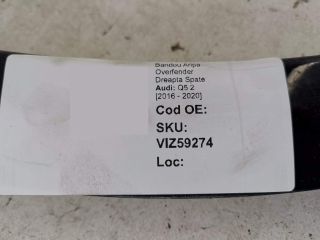 Bandou Aripa
Overfender
Dreapta Spate
Audi: Q5 2
[2016 - 2020]
Cod OE:
SKU:
VIZ59274
Loc: